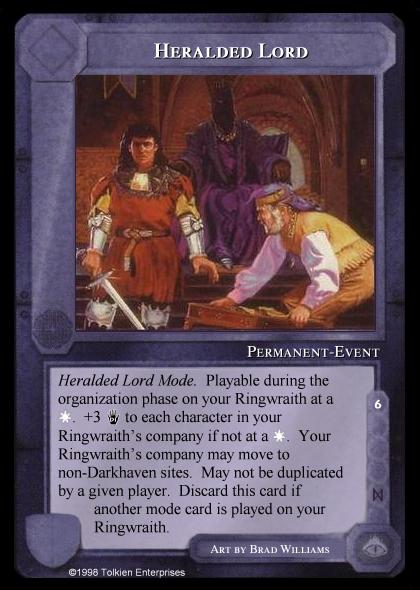 HERALDED LORD
PERMANENT-EVENT
Heralded Lord Mode. Playable during the
organization phase on your Ringwraith at a
. +3 to each character in your
Ringwraith's company if not at a . Your
Ringwraith's company may move to
non-Darkhaven sites. May not be duplicated
by a given player. Discard this card if
another mode card is played on your
Ringwraith.
6
ART BY BRAD WILLIAMS
©1998 Tolkien Enterprises